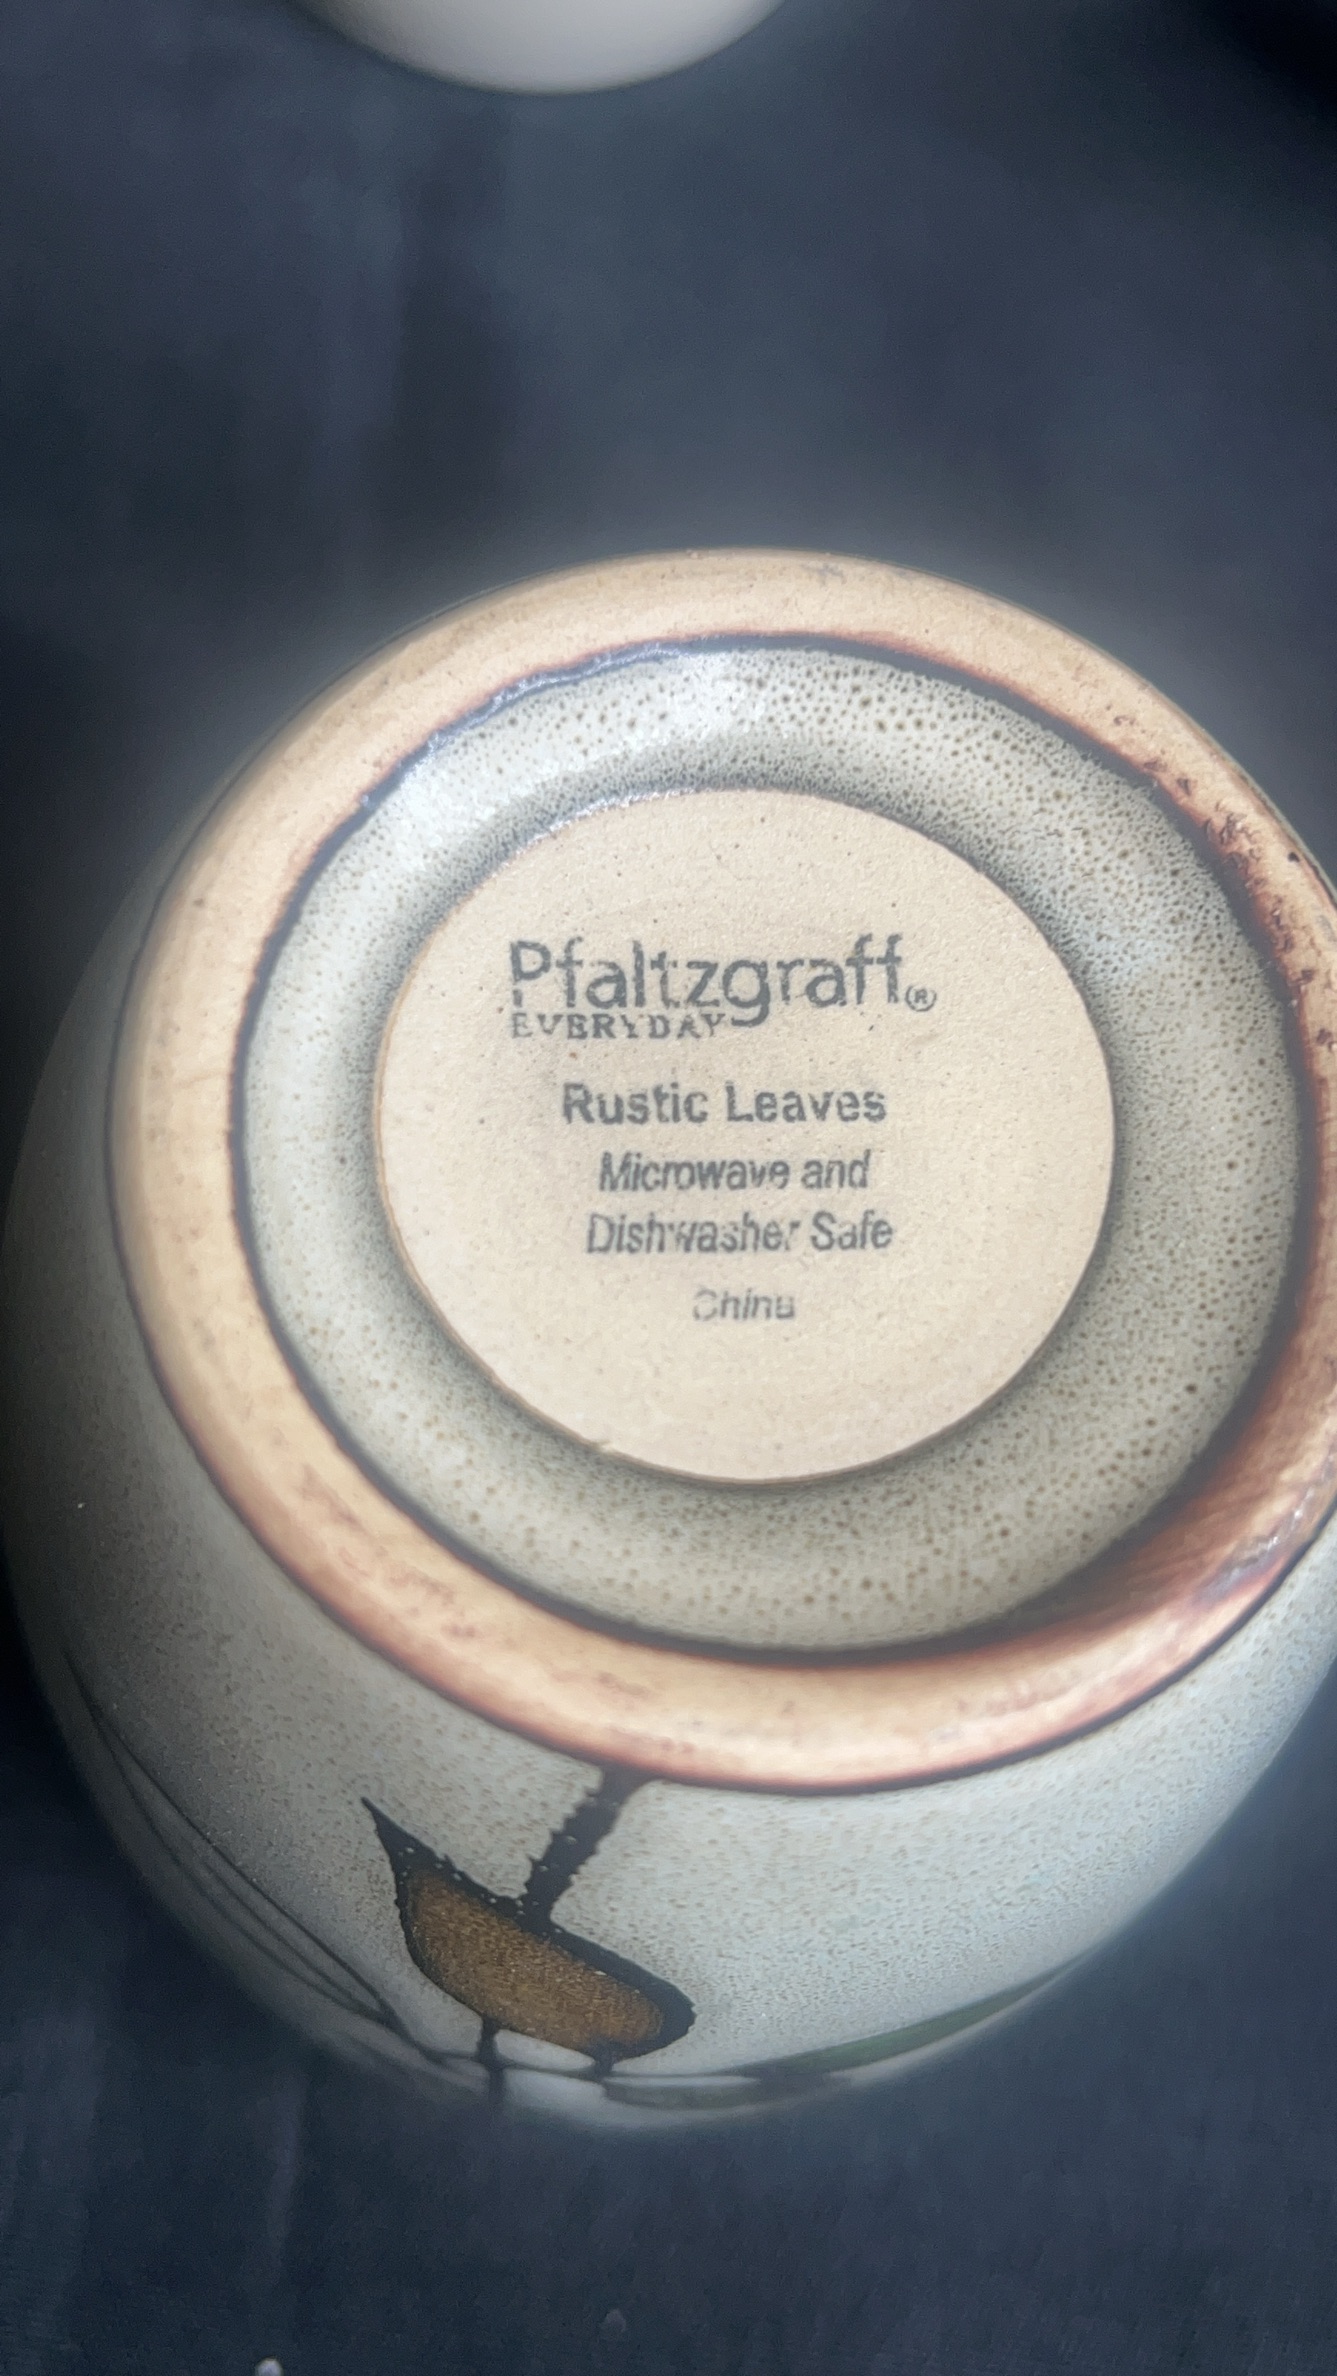 Pfaltzgraff®
EVERYDAY
Rustic Leaves
Microwave and
Dishwasher Safe
China